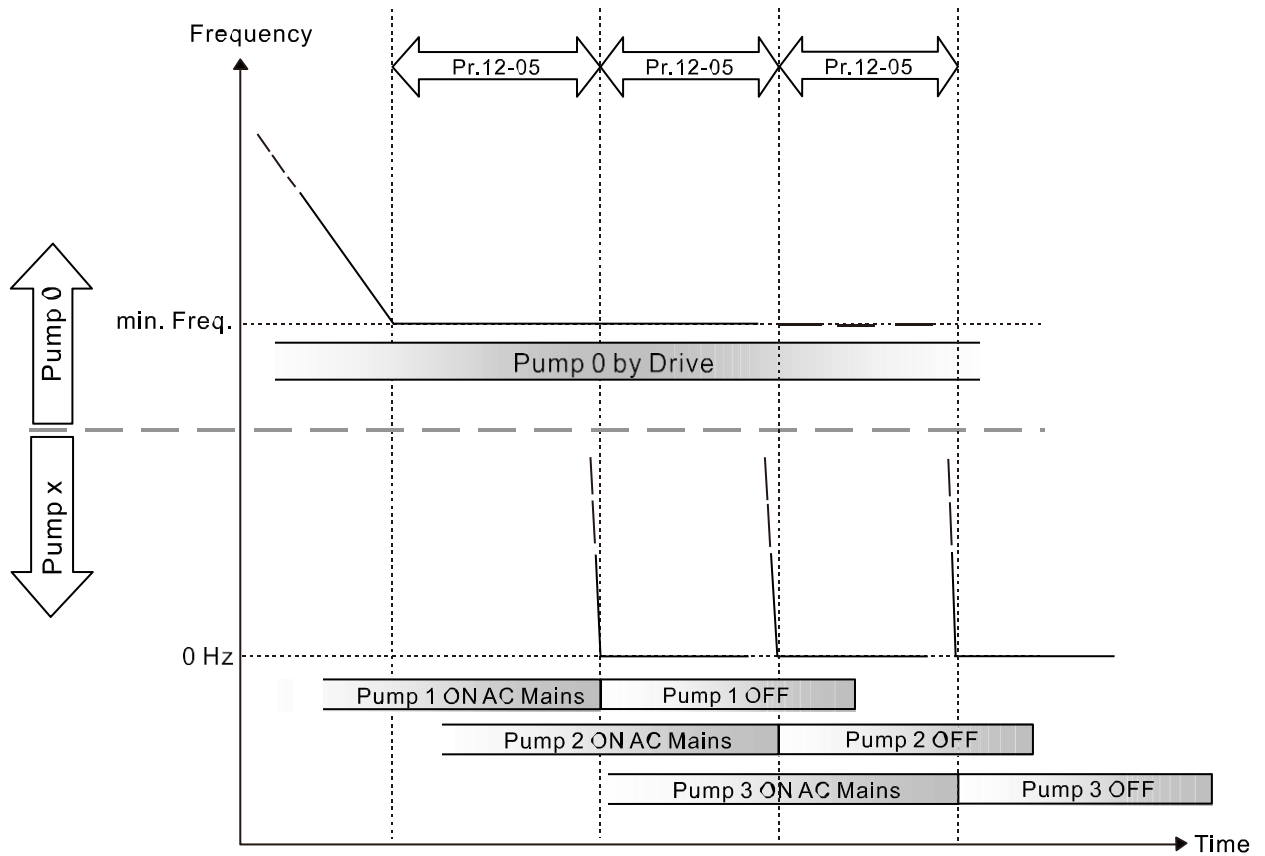 Frequency
Pr.12-05
Pr.12-05
Pr.12-05
Pump 0
min. Freq.
Pump 0 by Drive
Pump x
0 Hz
Pump 1 ON AC Mains
Pump 1 OFF
Pump 2 ON AC Mains
Pump 2 OFF
Pump 3 ON AC Mains
Pump 3 OFF
Time